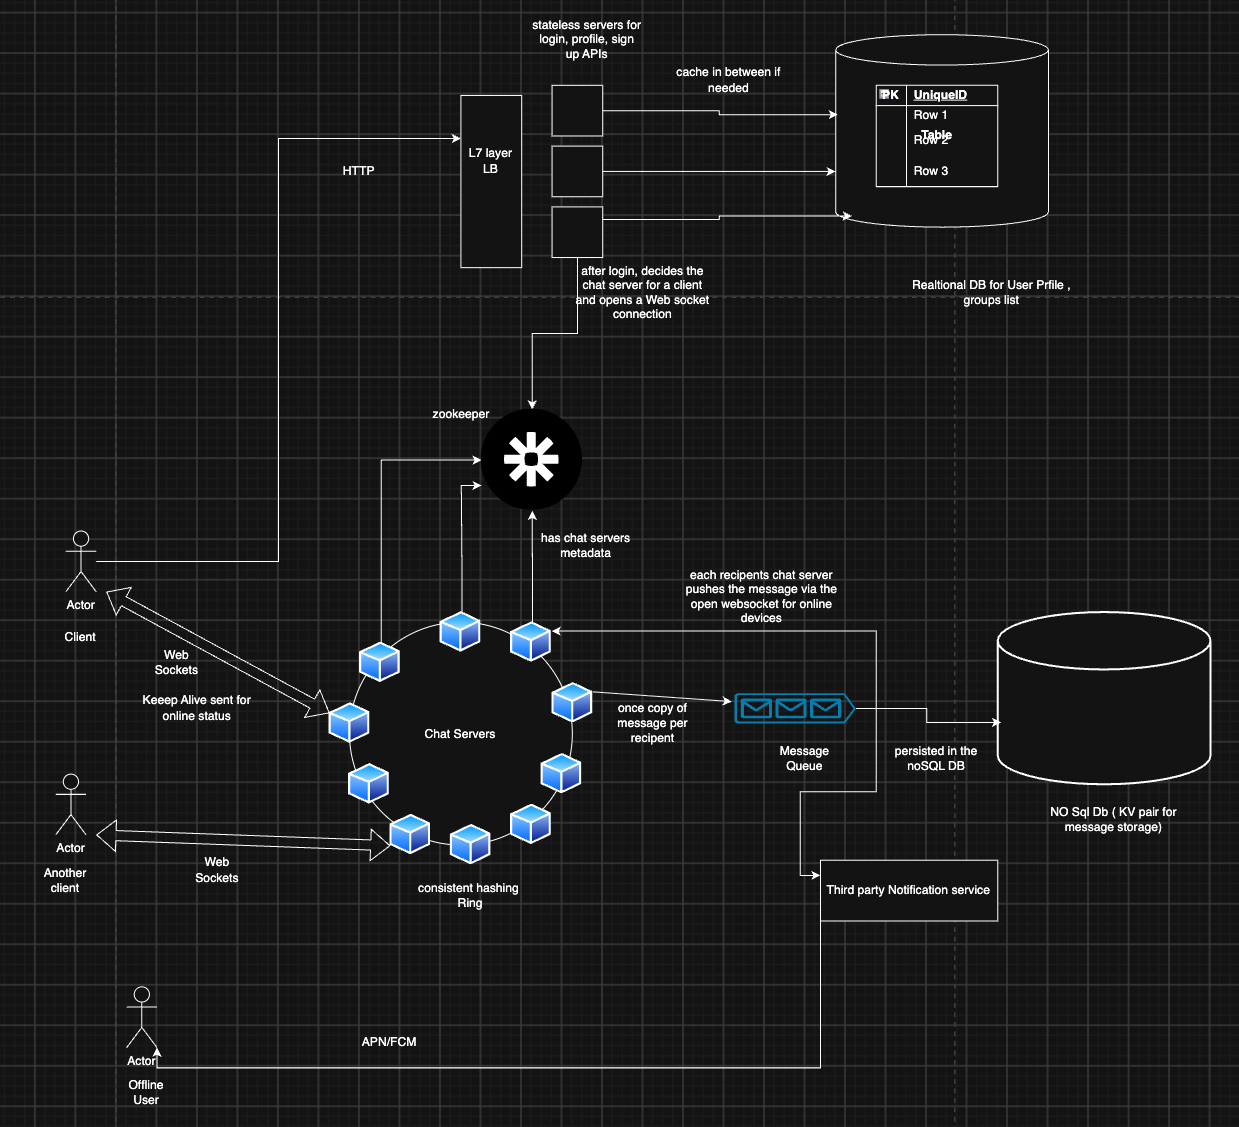 stateless servers for
login, profile, sign
up APIs
cache in between if
needed
PK
UniqueID
Row 1
Table
Row 2
Row 3
L7 layer
LB
HTTP
after login, decides the
chat server for a client
and opens a Web socket
connection
Realtional DB for User Prfile ,
groups list
zookeeper
has chat servers
metadata
each recipents chat server
pushes the message via the
open websocket for online
devices
Actor
Client
Web
Sockets
Keeep Alive sent for
online status
Chat Servers
once copy of
message per
recipent
Message
Queue
persisted in the
noSQL DB
NO Sql Db ( KV pair for
message storage)
Actor
Another
client
Web
Sockets
consistent hashing
Ring
Third party Notification service
APN/FCM
Actor
Offline
User